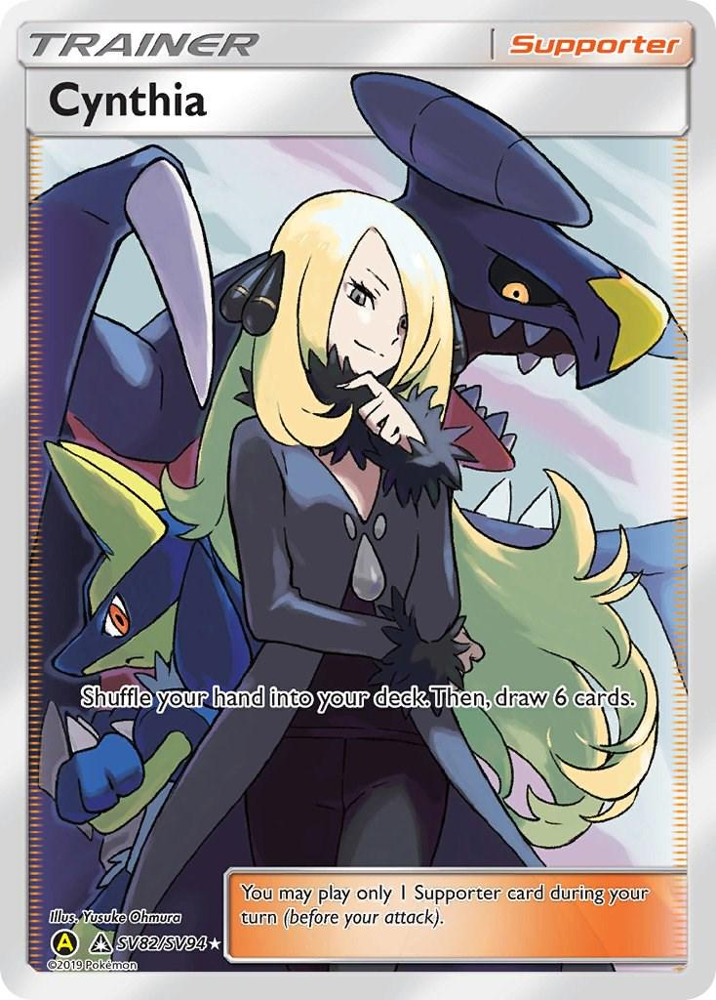 TRAINER | Supporter
Cynthia
Shuffle your hand into your deck. Then, draw 6 cards.
You may play only 1 Supporter card during your
turn (before your attack).
Illus. Yusuke Ohmura
A SV82/SV94★
©2019 Pokémon